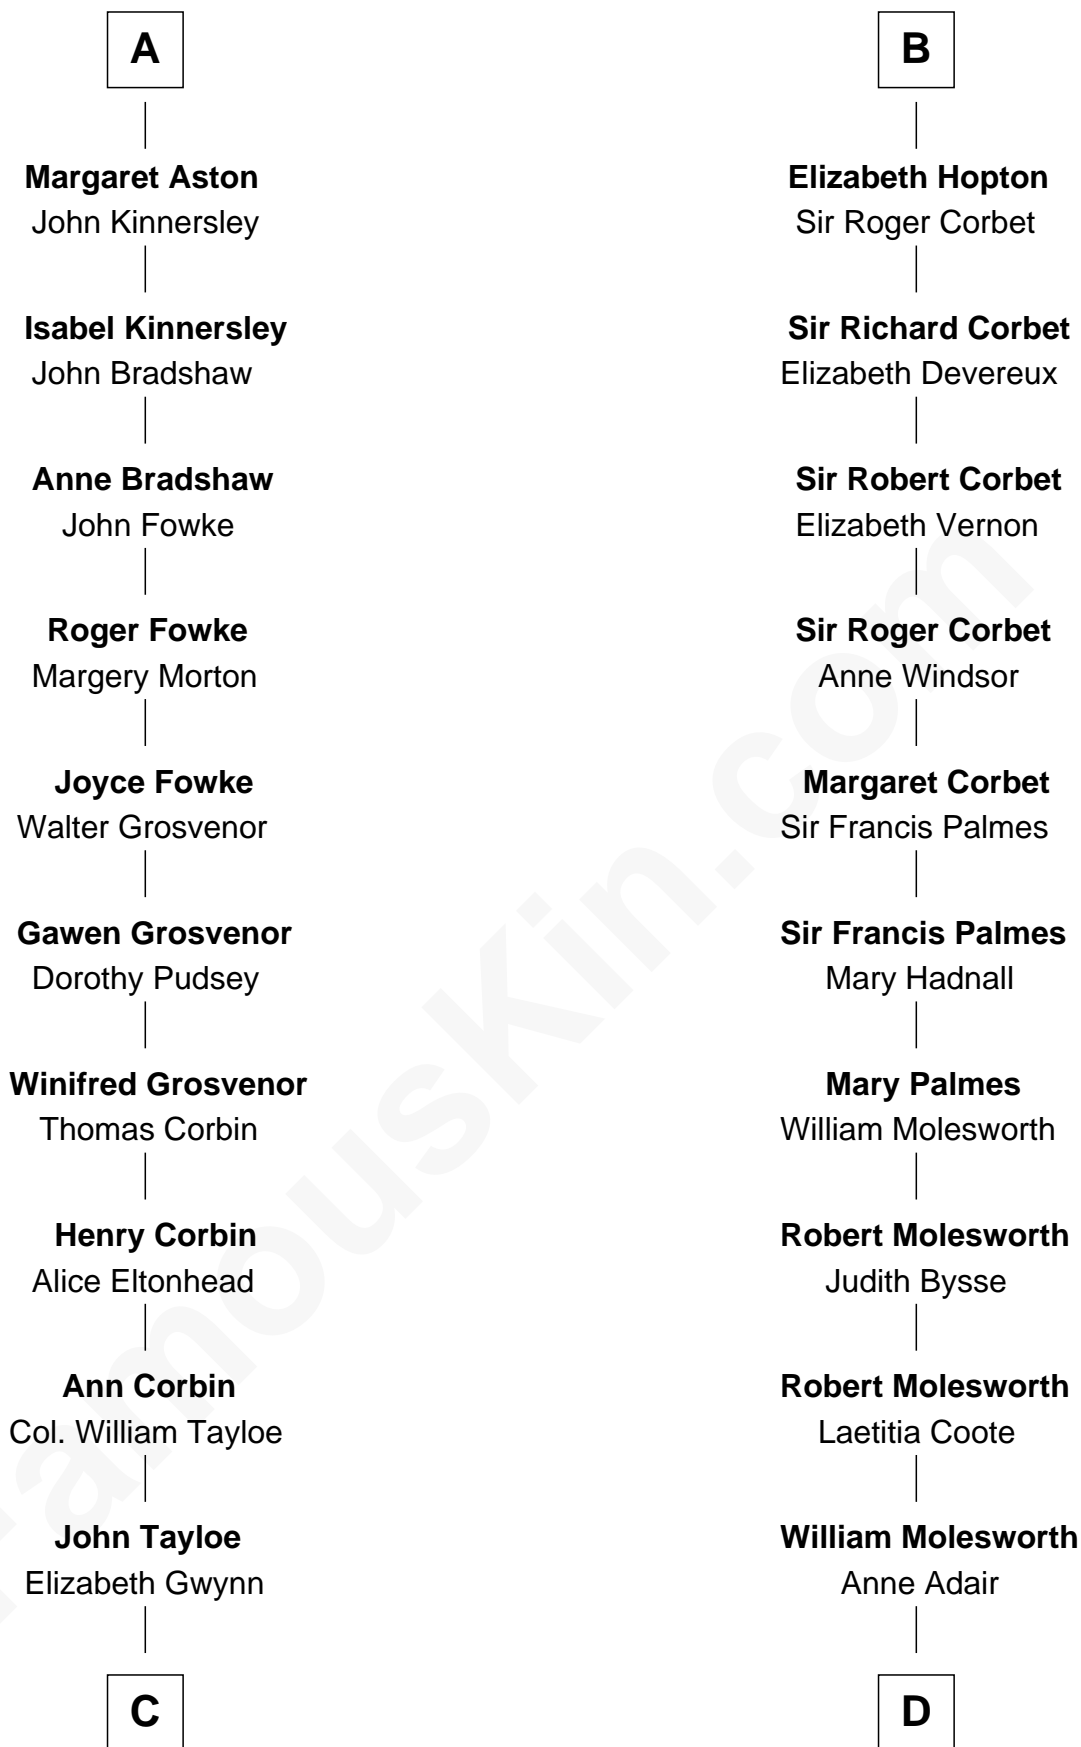 A
Margaret Aston
John Kinnersley
Isabel Kinnersley
John Bradshaw
Anne Bradshaw
John Fowke
Roger Fowke
Margery Morton
Joyce Fowke
Walter Grosvenor
Gawen Grosvenor
Dorothy Pudsey
Winifred Grosvenor
Thomas Corbin
Henry Corbin
Alice Eltonhead
Ann Corbin
Col. William Tayloe
John Tayloe
Elizabeth Gwynn
C
B
Elizabeth Hopton
Sir Roger Corbet
Sir Richard Corbet
Elizabeth Devereux
Sir Robert Corbet
Elizabeth Vernon
Sir Roger Corbet
Anne Windsor
Margaret Corbet
Sir Francis Palmes
Sir Francis Palmes
Mary Hadnall
Mary Palmes
William Molesworth
Robert Molesworth
Judith Bysse
Robert Molesworth
Laetitia Coote
William Molesworth
Anne Adair
D
FamousKin.com